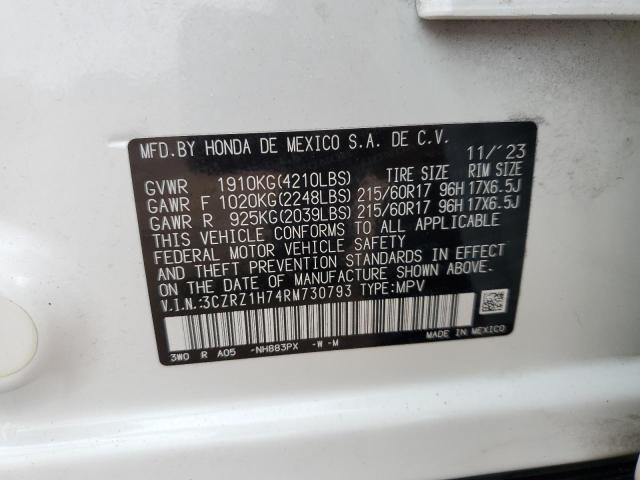 MFD.BY HONDA DE MEXICO S.A. DE C.V. 11/'23
TIRE SIZE RIM SIZE
GVWR 1910KG(4210LBS)
GAWR F 1020KG(2248LBS) 215/60R17 96H 17X6.5J
GAWR R 925KG(2039LBS) 215/60R17 96H 17X6.5J
THIS VEHICLE CONFORMS TO ALL APPLICABLE
FEDERAL MOTOR VEHICLE SAFETY
AND THEFT PREVENTION STANDARDS IN EFFECT
ON THE DATE OF MANUFACTURE SHOWN ABOVE.
V.I.N.:3CZRZ1H74RM730793 TYPE:MPV
3WO R A05 -NH883PX -W-M
MADE IN MEXICO